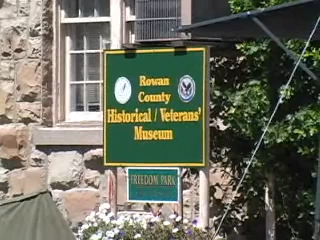 Rowan
County
Historical / Veterans'
Museum
FREEDOM PARK